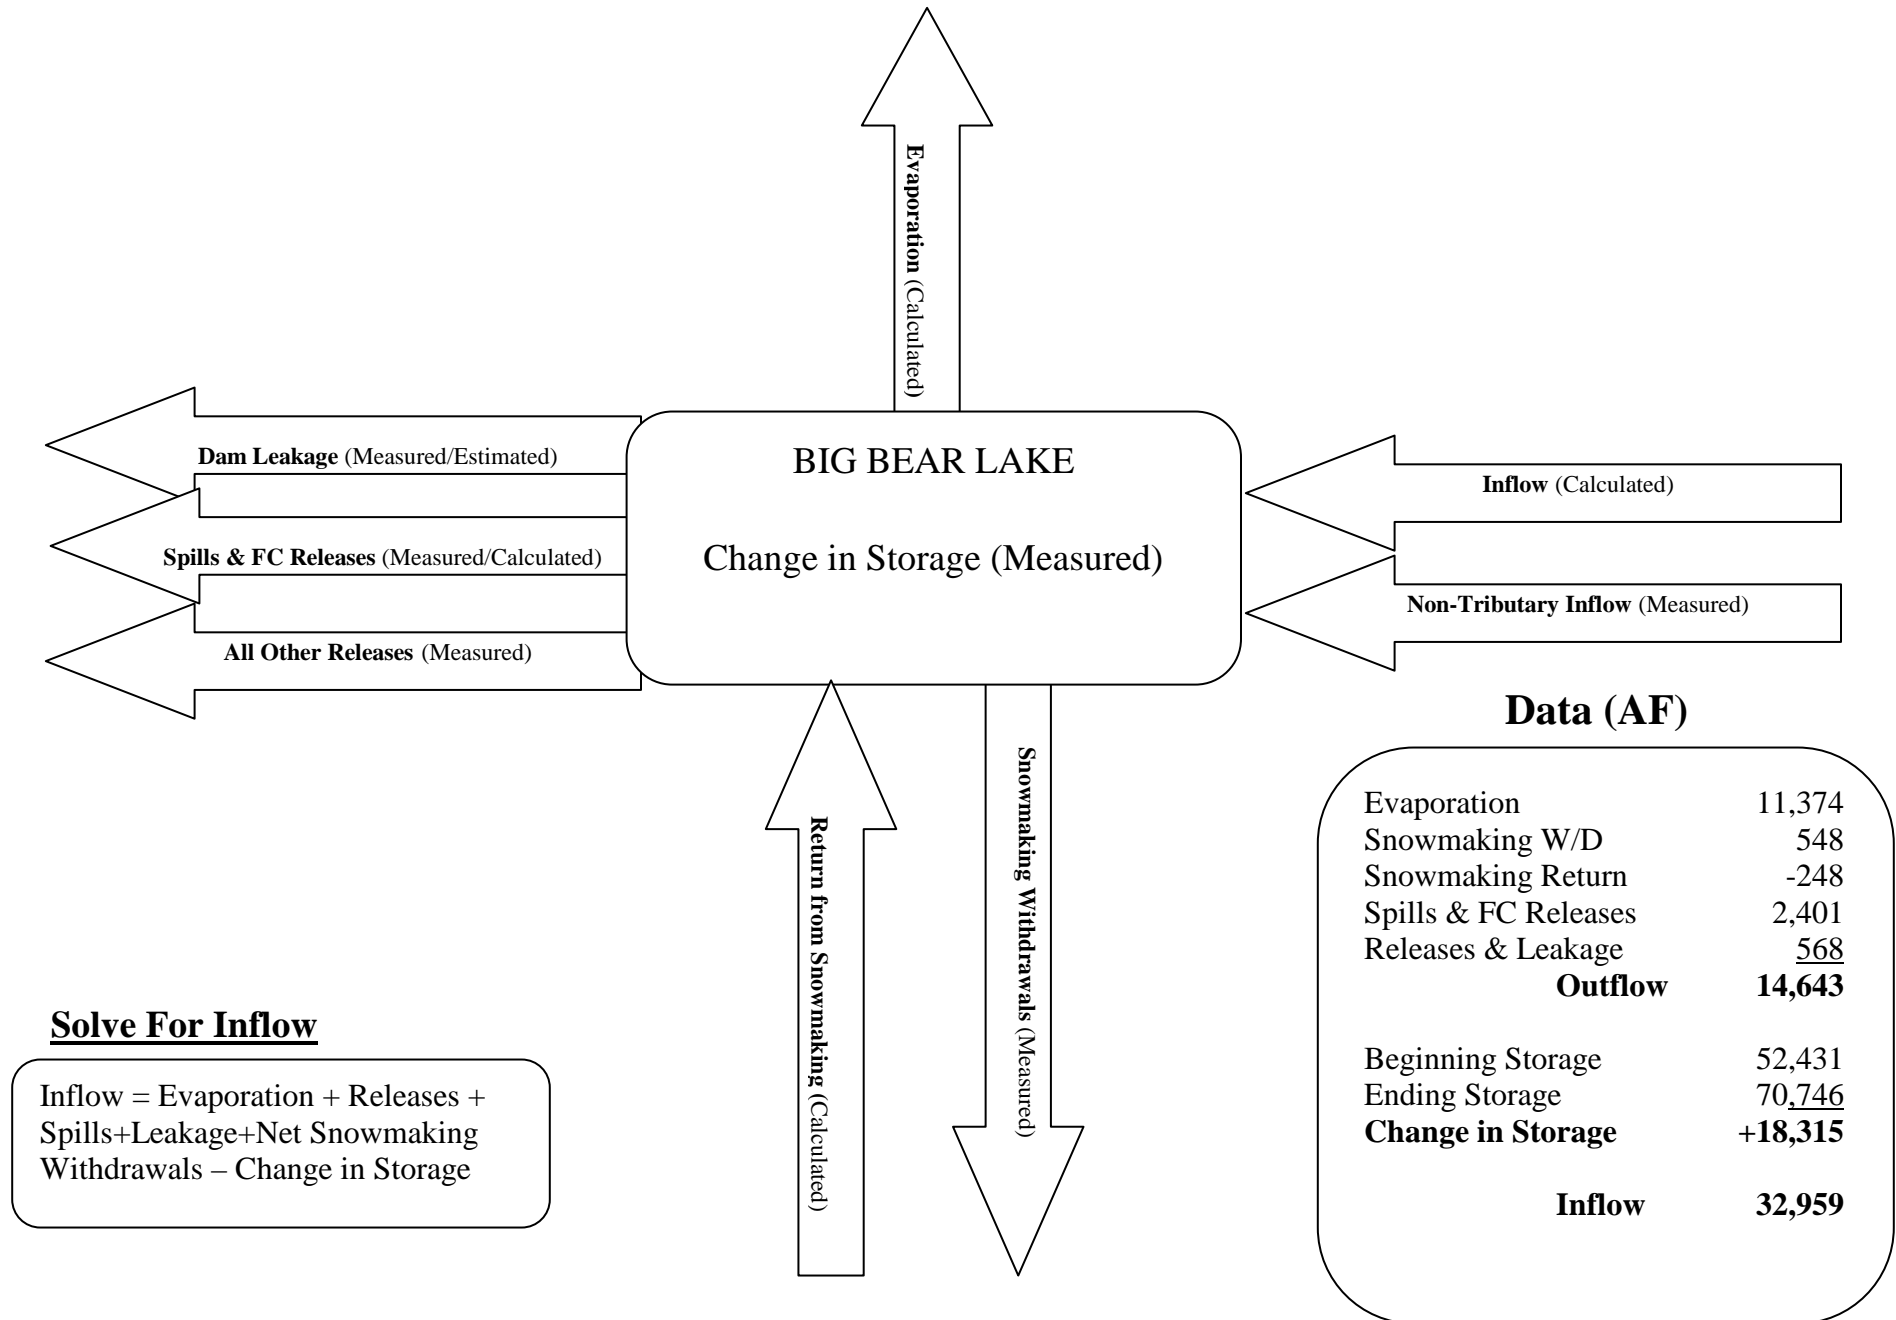 Evaporation (Calculated)
Dam Leakage (Measured/Estimated)
Spills & FC Releases (Measured/Calculated)
All Other Releases (Measured)
BIG BEAR LAKE
Change in Storage (Measured)
Inflow (Calculated)
Non-Tributary Inflow (Measured)
Return from Snowmaking (Calculated)
Snowmaking Withdrawals (Measured)
Solve For Inflow
Inflow = Evaporation + Releases +
Spills+Leakage+Net Snowmaking
Withdrawals – Change in Storage
Data (AF)
Evaporation 11,374
Snowmaking W/D 548
Snowmaking Return -248
Spills & FC Releases 2,401
Releases & Leakage 568
Outflow 14,643
Beginning Storage 52,431
Ending Storage 70,746
Change in Storage +18,315
Inflow 32,959